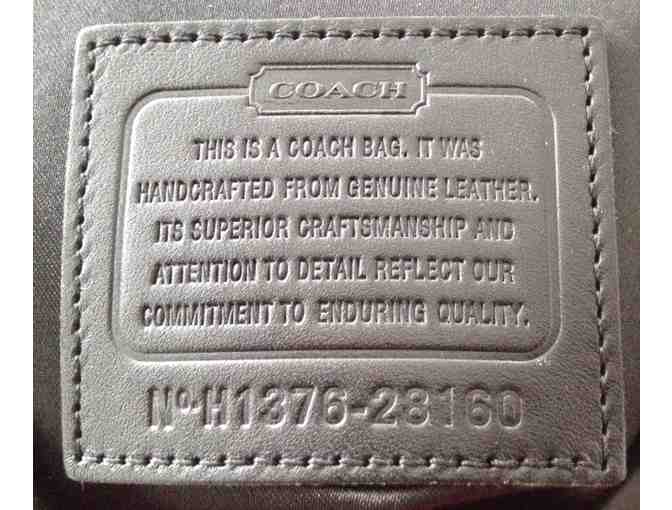 COACH
THIS IS A COACH BAG. IT WAS
HANDCRAFTED FROM GENUINE LEATHER.
ITS SUPERIOR CRAFTSMANSHIP AND
ATTENTION TO DETAIL REFLECT OUR
COMMITMENT TO ENDURING QUALITY.
Nº H1376-28160